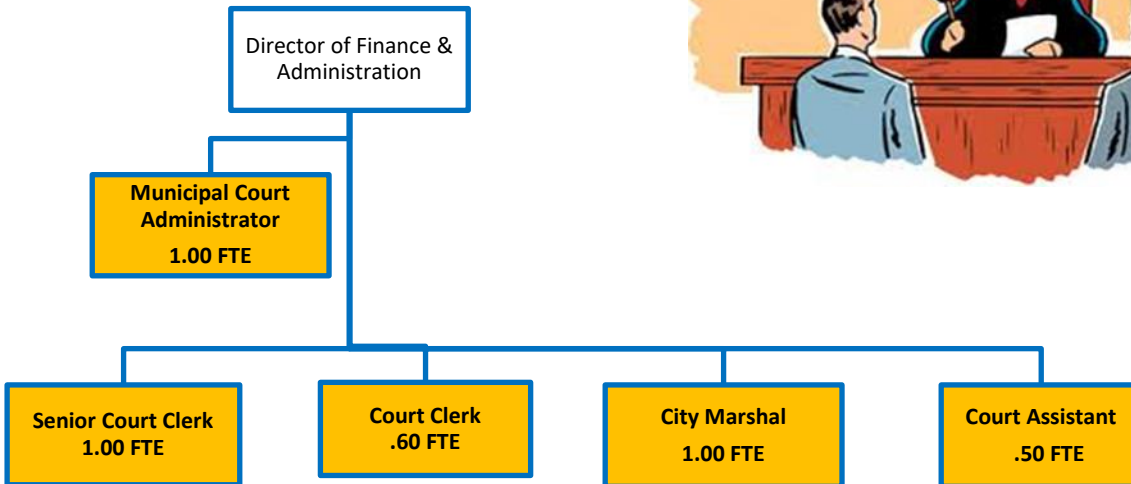 Director of Finance &
Administration
Municipal Court
Administrator
1.00 FTE
Senior Court Clerk
1.00 FTE
Court Clerk
.60 FTE
City Marshal
1.00 FTE
Court Assistant
.50 FTE